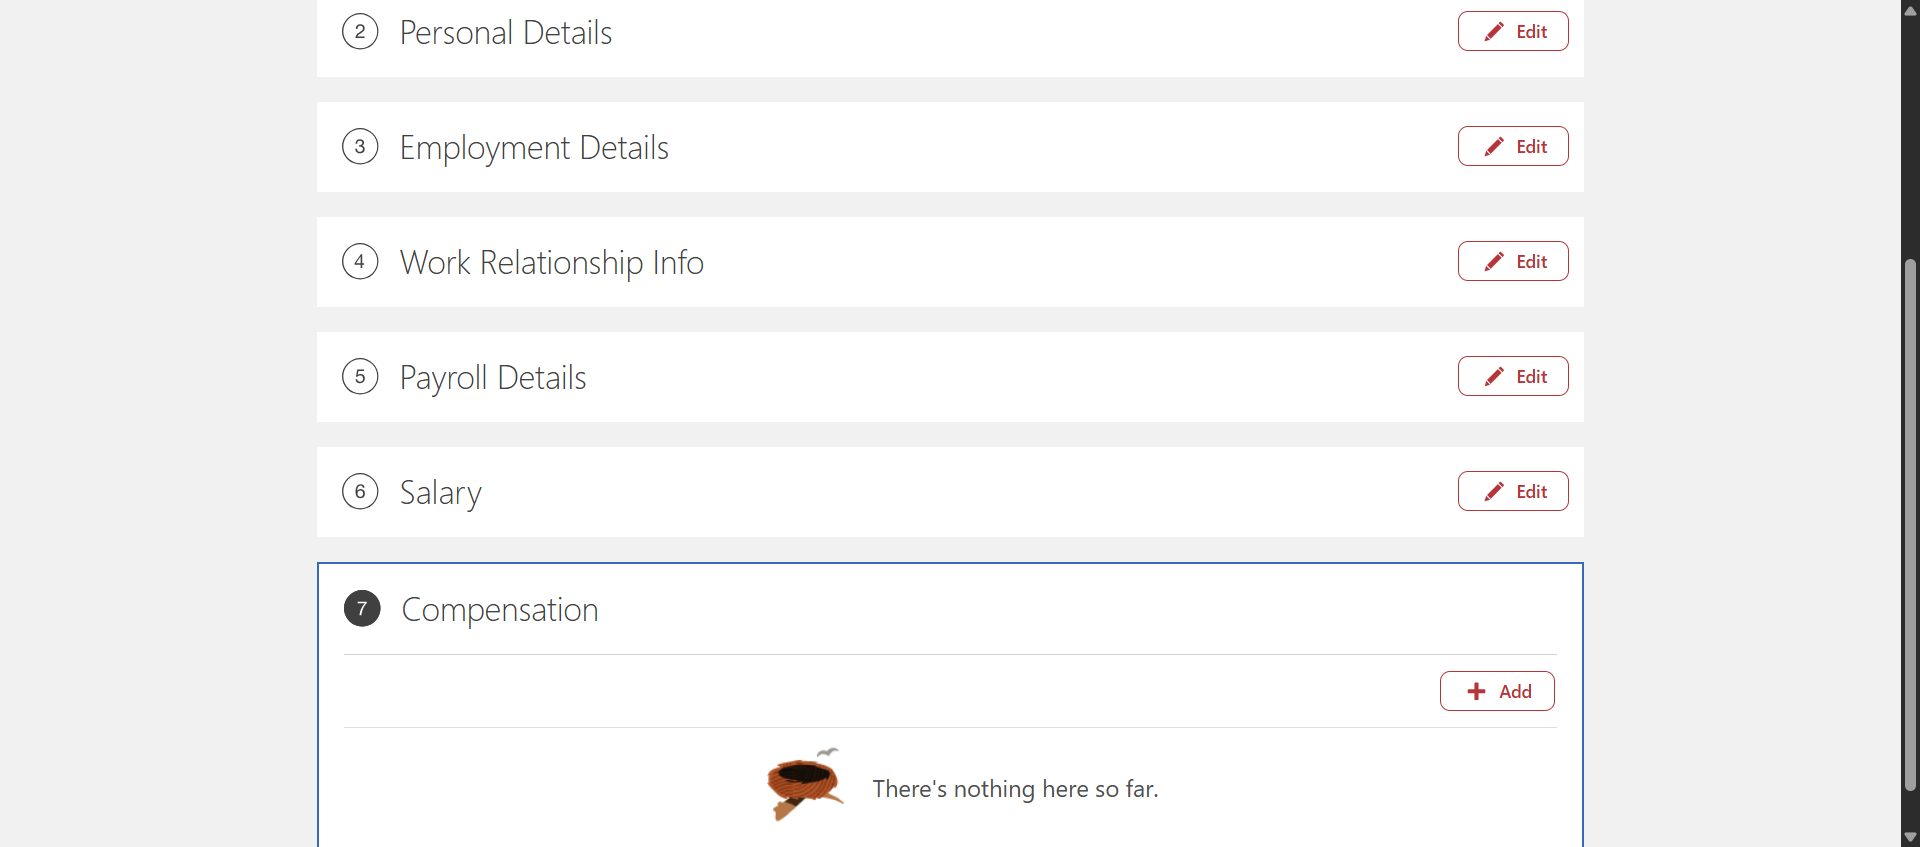 2 Personal Details Edit
3 Employment Details Edit
4 Work Relationship Info Edit
5 Payroll Details Edit
6 Salary Edit
7 Compensation
Add
There's nothing here so far.